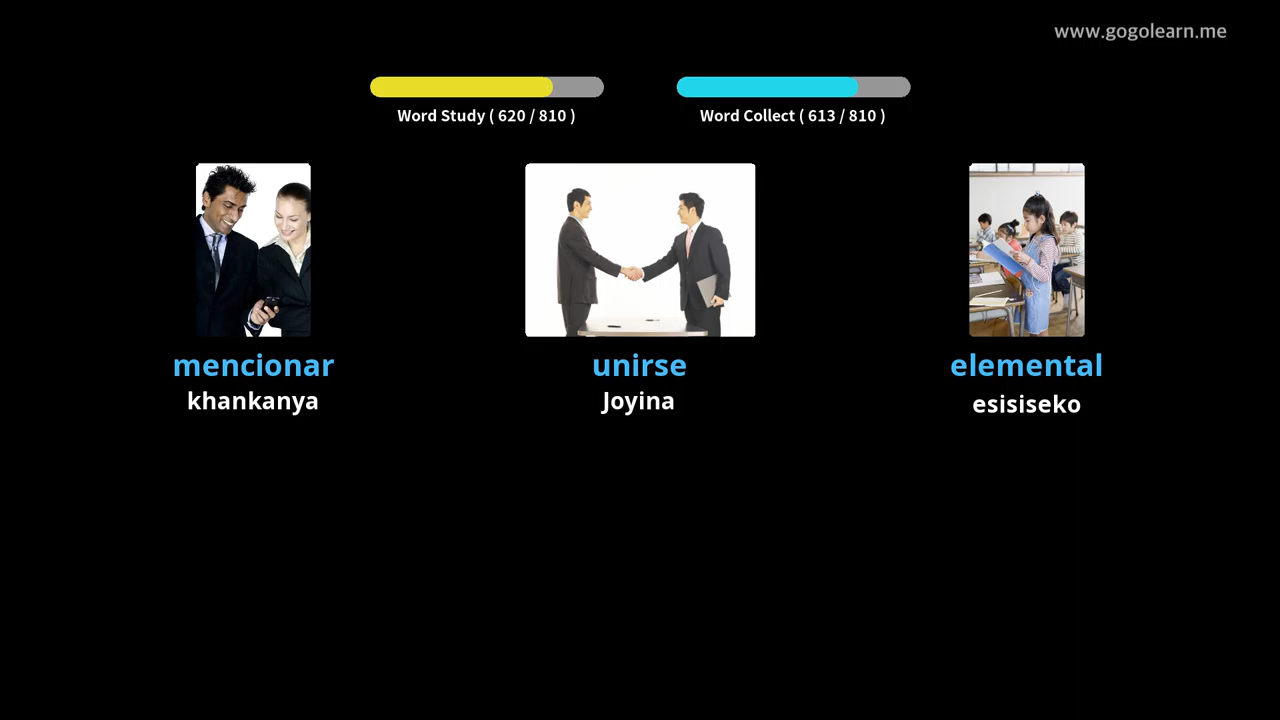 www.gogolearn.me
Word Study ( 620 / 810 )
Word Collect ( 613 / 810 )
mencionar
khankanya
unirse
Joyina
elemental
esisiseko